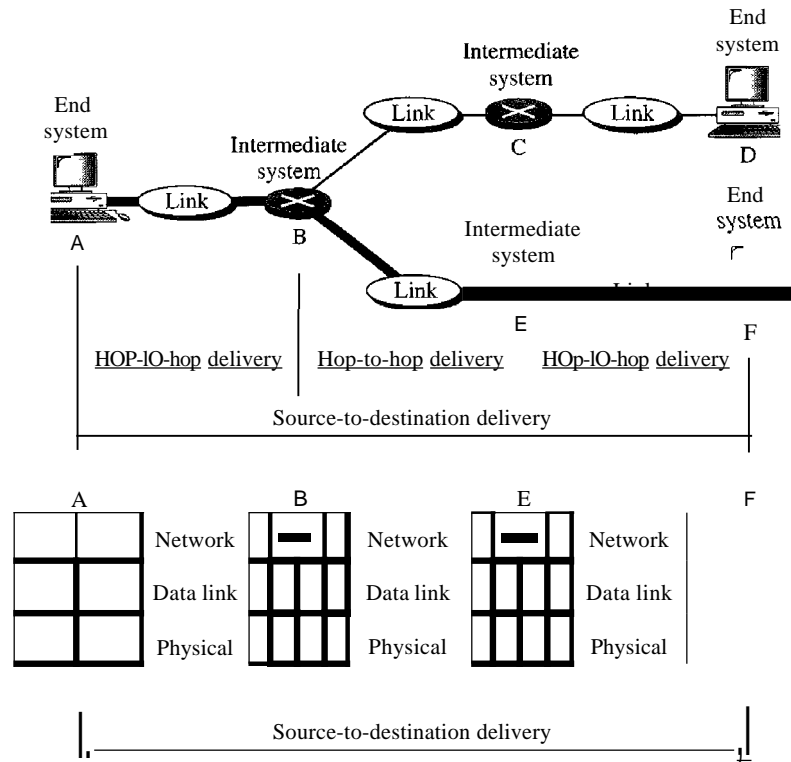 End
system
Intermediate
system
Link
Link
C
D
End
system
Intermediate
system
Link
A
B
End
system
Intermediate
system
Link
Link
E
F
HOP-lO-hop delivery
Hop-to-hop delivery
HOp-lO-hop delivery
Source-to-destination delivery
A
B
E
F
Network
Network
Network
Data link
Data link
Data link
Physical
Physical
Physical
Source-to-destination delivery